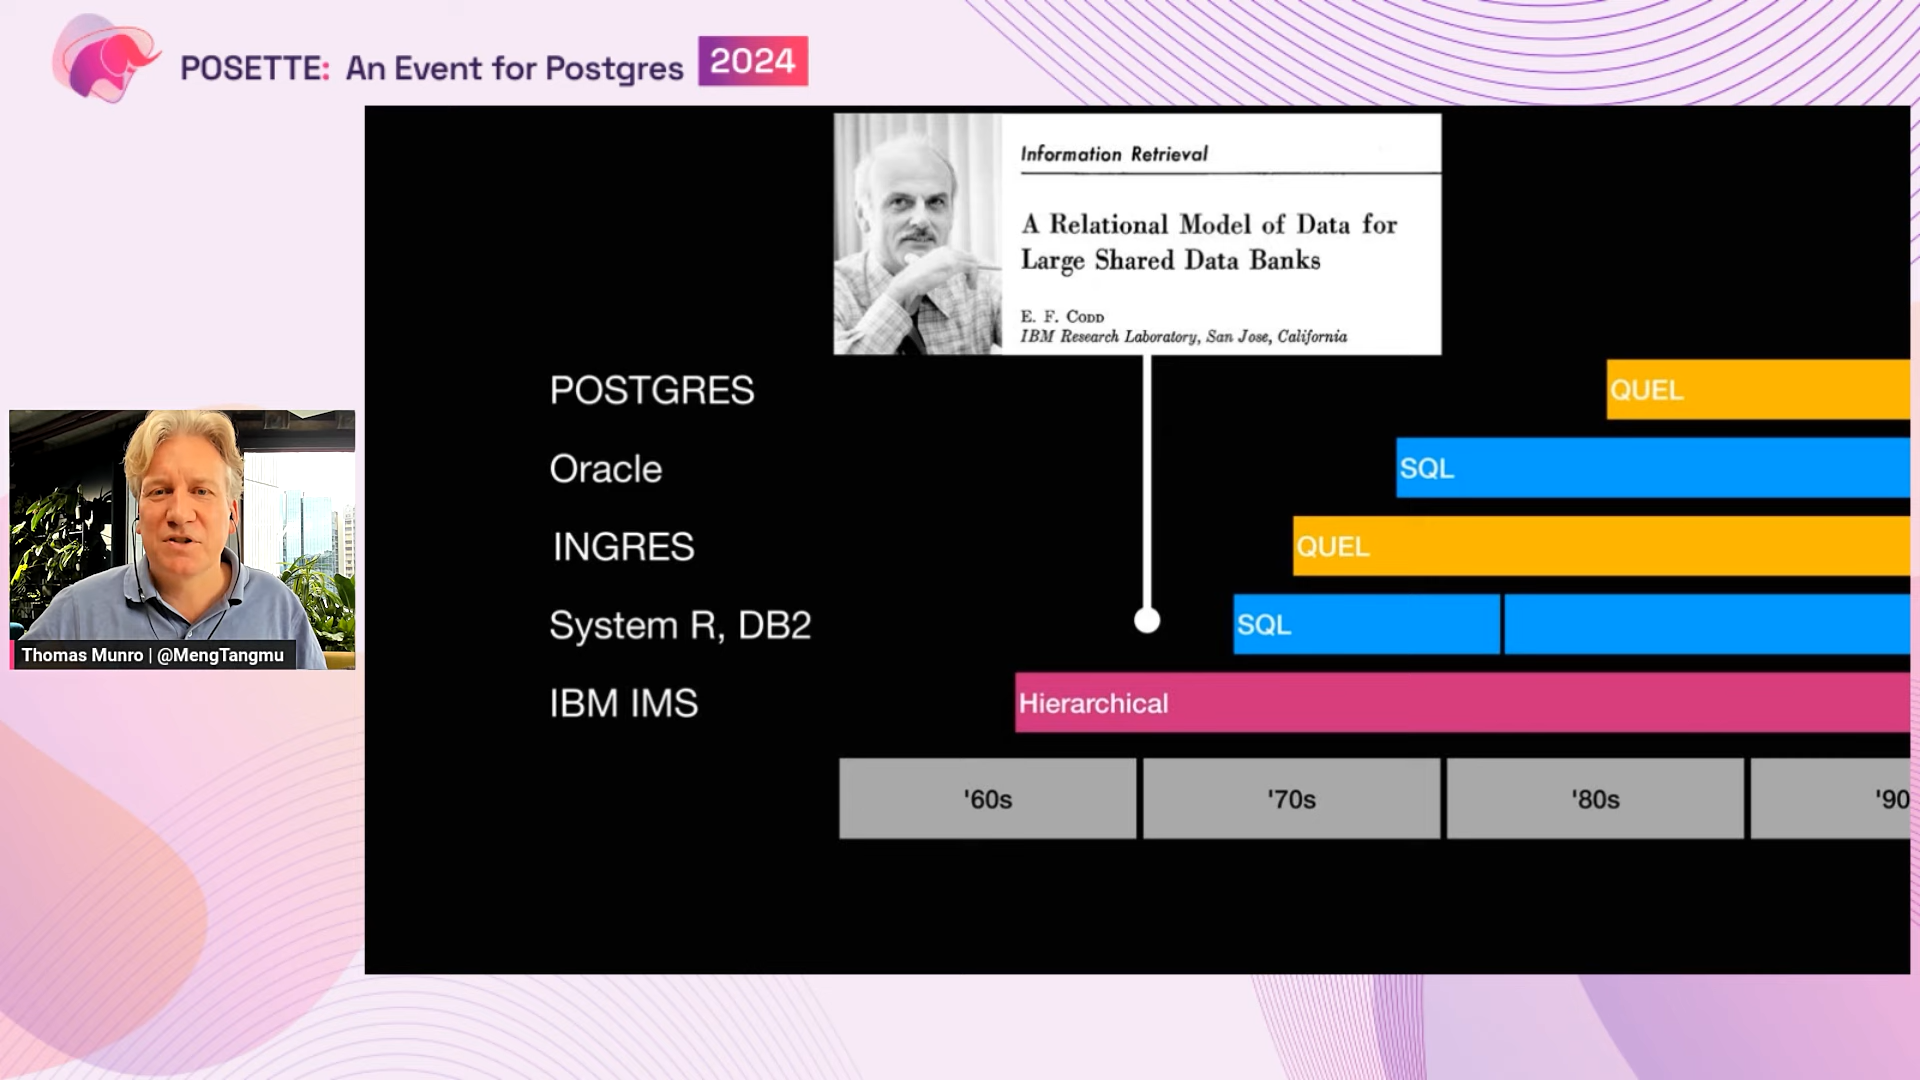 POSETTE: An Event for Postgres 2024
Information Retrieval
A Relational Model of Data for
Large Shared Data Banks
E. F. CODD
IBM Research Laboratory, San Jose, California
POSTGRES
QUEL
Oracle
SQL
INGRES
QUEL
System R, DB2
SQL
IBM IMS
Hierarchical
'60s
'70s
'80s
'90
Thomas Munro | @MengTangmu